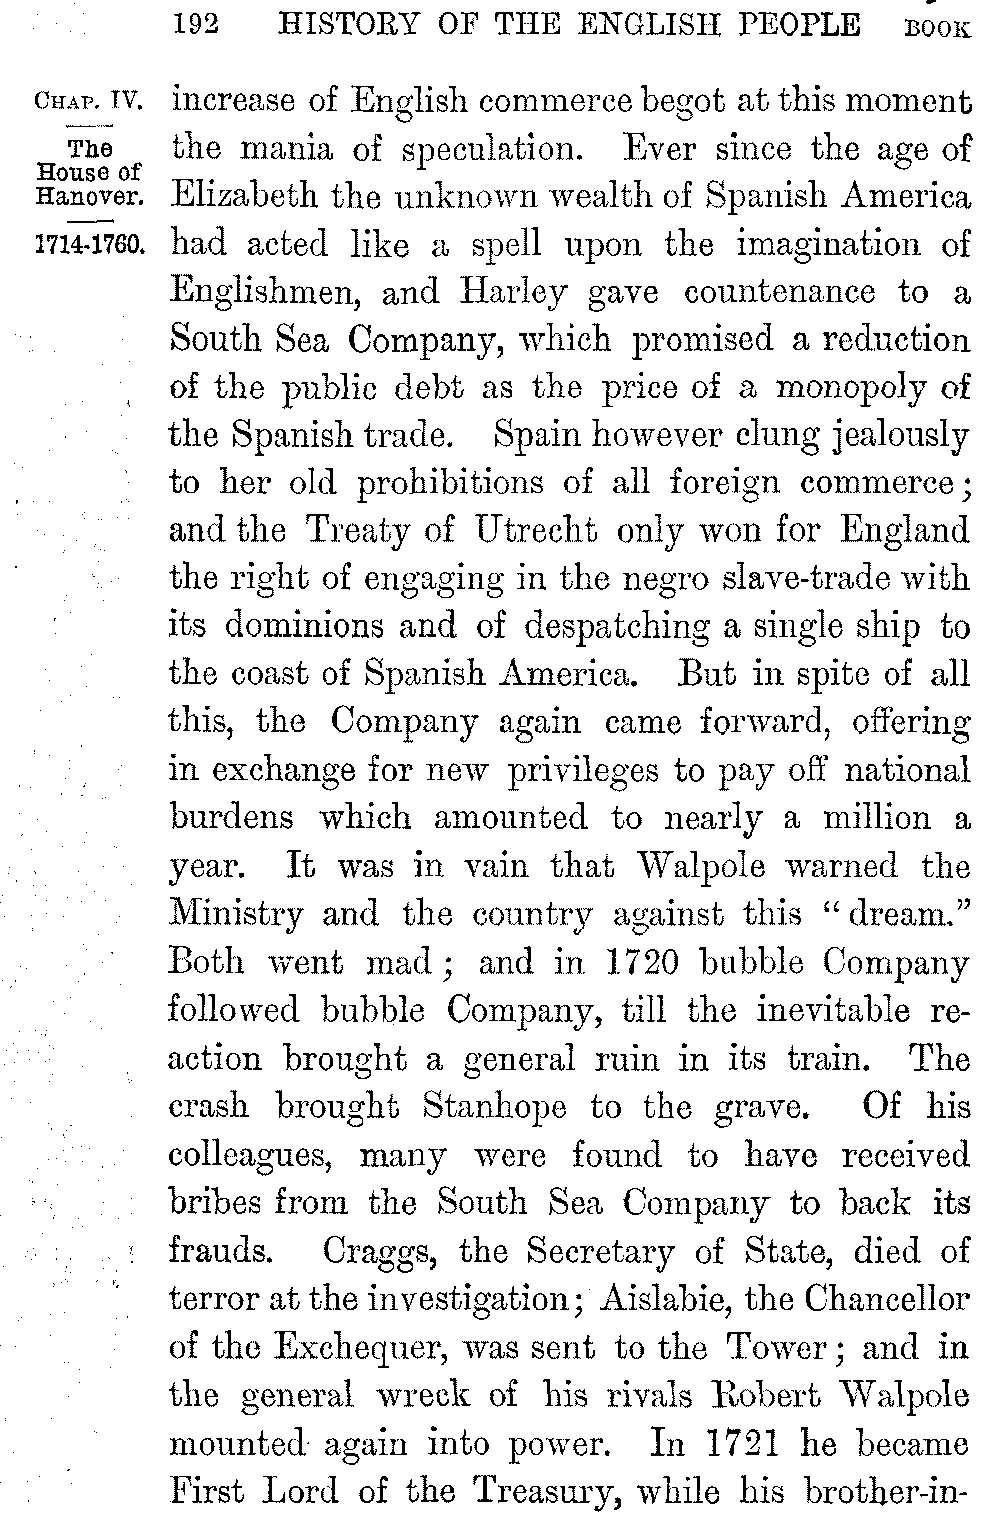 192 HISTORY OF THE ENGLISH PEOPLE BOOK
CHAP. IV.
The
House of
Hanover.
1714-1760.
increase of English commerce begot at this moment
the mania of speculation. Ever since the age of
Elizabeth the unknown wealth of Spanish America
had acted like a spell upon the imagination of
Englishmen, and Harley gave countenance to a
South Sea Company, which promised a reduction
of the public debt as the price of a monopoly of
the Spanish trade. Spain however clung jealously
to her old prohibitions of all foreign commerce;
and the Treaty of Utrecht only won for England
the right of engaging in the negro slave-trade with
its dominions and of despatching a single ship to
the coast of Spanish America. But in spite of all
this, the Company again came forward, offering
in exchange for new privileges to pay off national
burdens which amounted to nearly a million a
year. It was in vain that Walpole warned the
Ministry and the country against this "dream."
Both went mad; and in 1720 bubble Company
followed bubble Company, till the inevitable re-
action brought a general ruin in its train. The
crash brought Stanhope to the grave. Of his
colleagues, many were found to have received
bribes from the South Sea Company to back its
frauds. Craggs, the Secretary of State, died of
terror at the investigation; Aislabie, the Chancellor
of the Exchequer, was sent to the Tower; and in
the general wreck of his rivals Robert Walpole
mounted again into power. In 1721 he became
First Lord of the Treasury, while his brother-in-